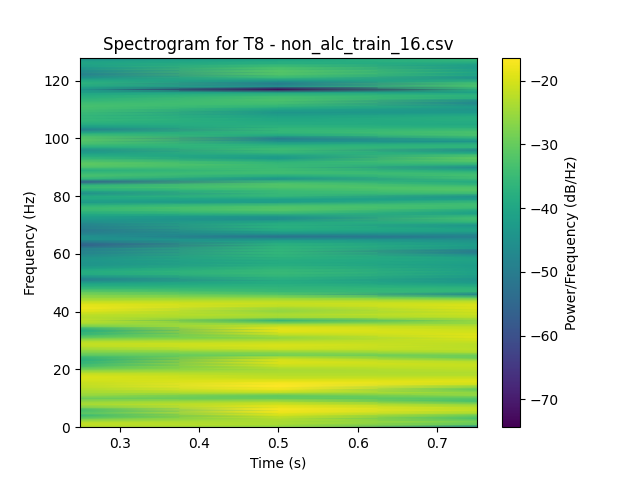 Spectrogram for T8 - non_alc_train_16.csv
120
100
80
60
40
20
0
Frequency (Hz)
0.3 0.4 0.5 0.6 0.7
Time (s)
−20
−30
−40
−50
−60
−70
Power/Frequency (dB/Hz)